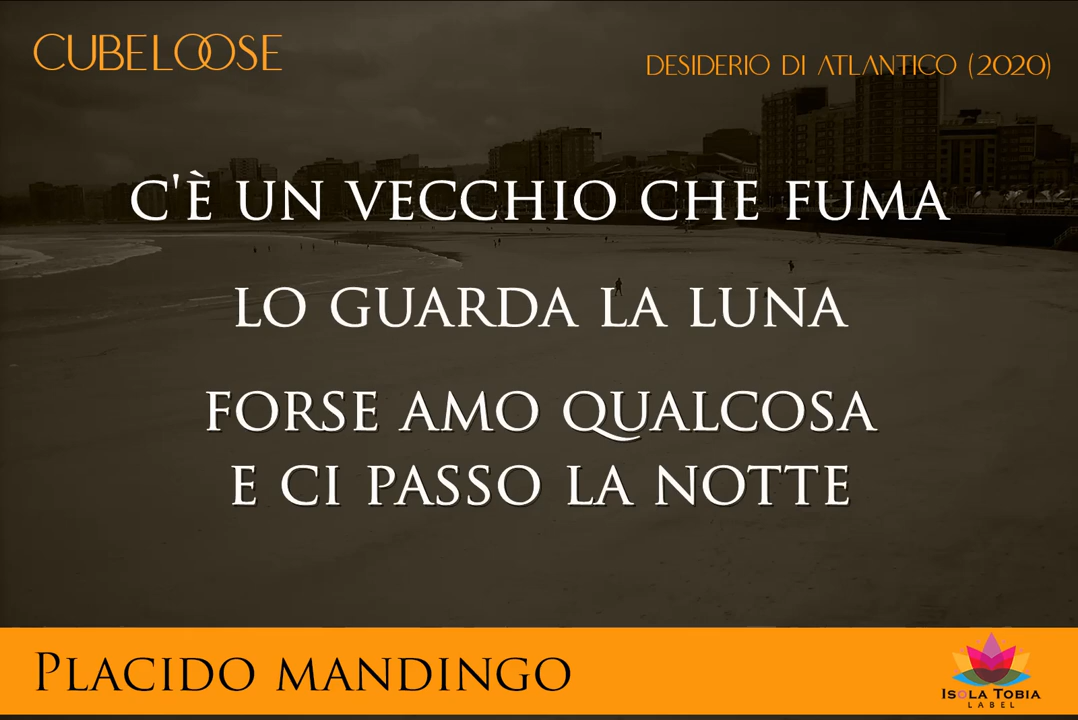 CUBELOOSE
DESIDERIO DI ATLANTICO (2020)
C'È UN VECCHIO CHE FUMA
LO GUARDA LA LUNA
FORSE AMO QUALCOSA
E CI PASSO LA NOTTE
PLACIDO MANDINGO
ISOLA TOBIA
LABEL